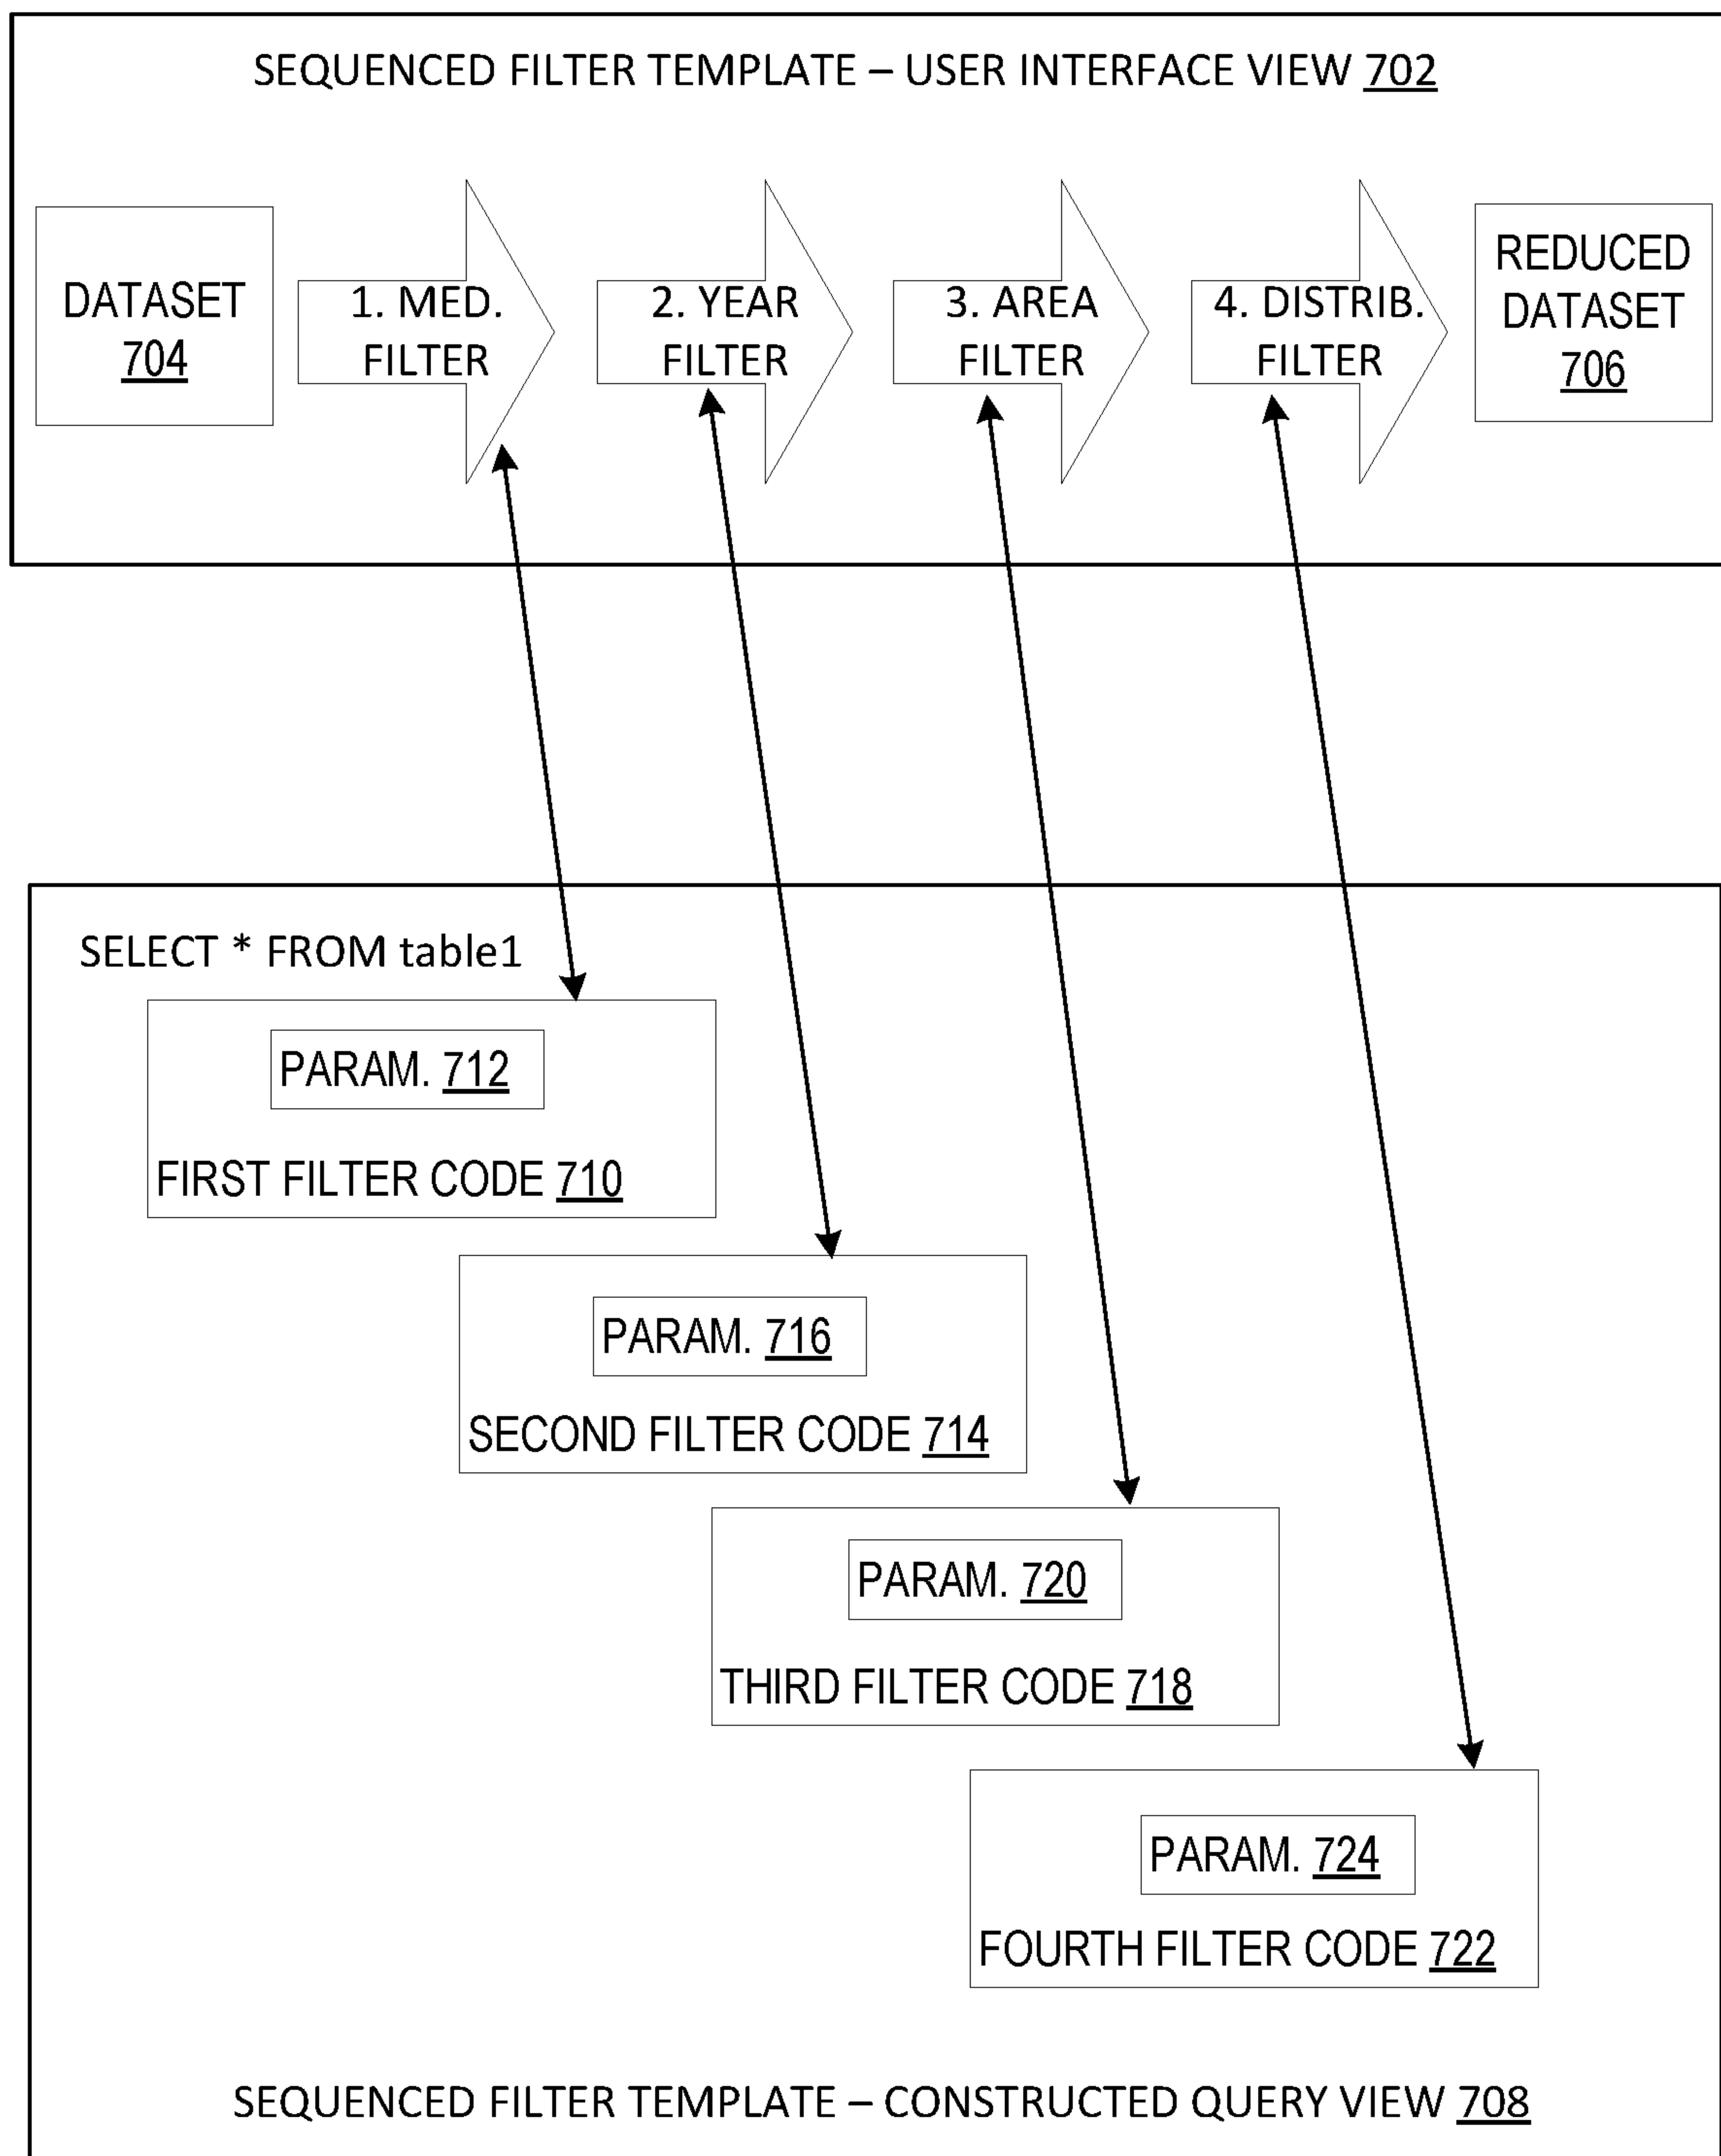 SEQUENCED FILTER TEMPLATE – USER INTERFACE VIEW 702
DATASET
704
1. MED.
FILTER
2. YEAR
FILTER
3. AREA
FILTER
4. DISTRIB.
FILTER
REDUCED
DATASET
706
SELECT * FROM table1
PARAM. 712
FIRST FILTER CODE 710
PARAM. 716
SECOND FILTER CODE 714
PARAM. 720
THIRD FILTER CODE 718
PARAM. 724
FOURTH FILTER CODE 722
SEQUENCED FILTER TEMPLATE – CONSTRUCTED QUERY VIEW 708